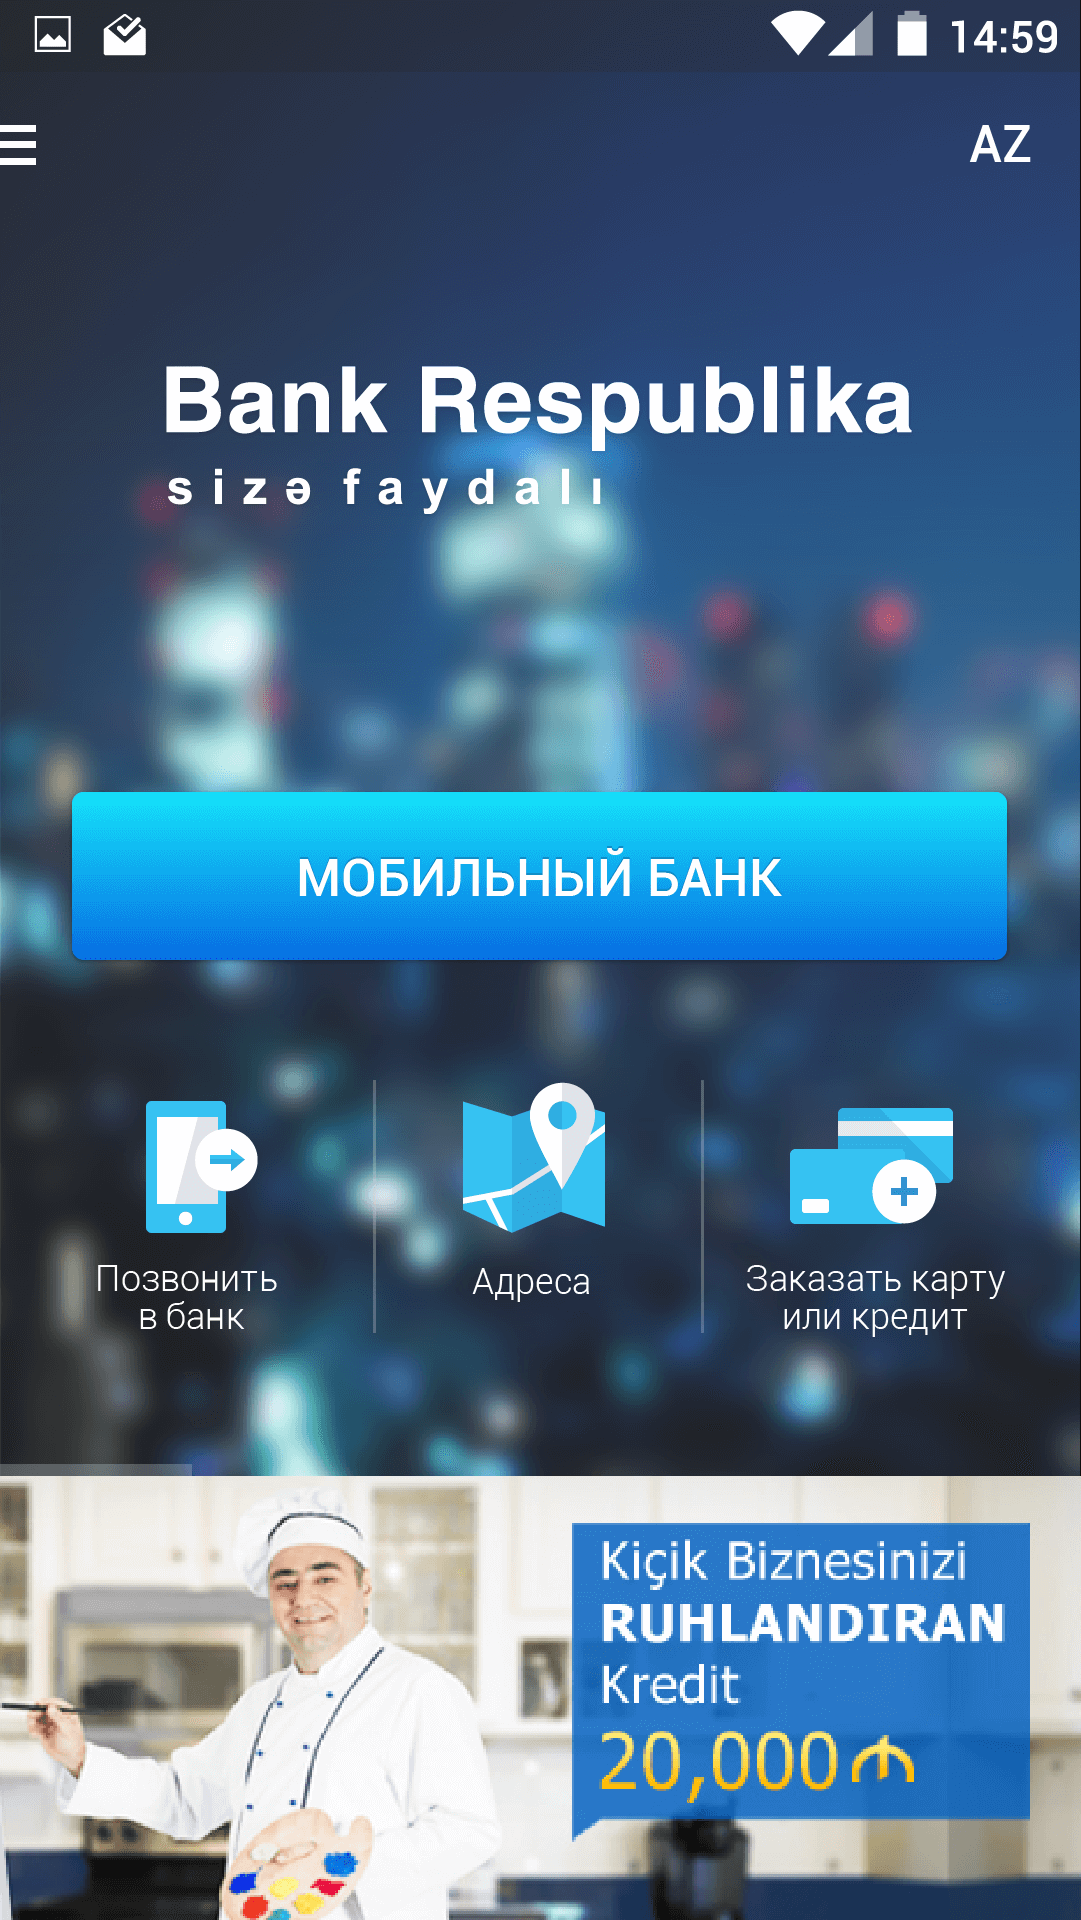 14:59
AZ
Bank Respublika
sizə faydalı
МОБИЛЬНЫЙ БАНК
Позвонить
в банк
Адреса
Заказать карту
или кредит
Kiçik Biznesinizi
RUHLANDIRAN
Kredit
20,000 ₼